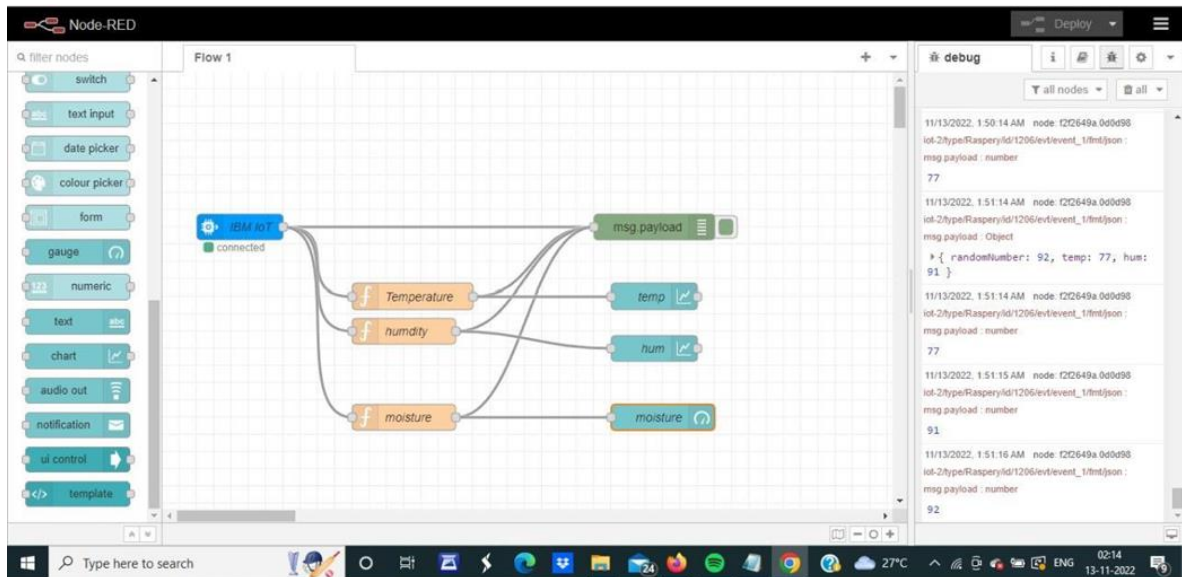 Node-RED
Deploy
filter nodes
switch
abc
text input
date picker
colour picker
form
gauge
123
numeric
text
abc
chart
audio out
notification
ui control
</>
template
Flow 1
IBM IoT
connected
f
Temperature
f
humdity
f
moisture
msg.payload
temp
hum
moisture
debug
i
all nodes
all
11/13/2022, 1:50:14 AM node: f2f2649a.0d0d98
iot-2/type/Raspery/id/1206/evt/event_1/fmt/json :
msg.payload : number
77
11/13/2022, 1:51:14 AM node: f2f2649a.0d0d98
iot-2/type/Raspery/id/1206/evt/event_1/fmt/json :
msg.payload : Object
{ randomNumber: 92, temp: 77, hum:
91 }
11/13/2022, 1:51:14 AM node: f2f2649a.0d0d98
iot-2/type/Raspery/id/1206/evt/event_1/fmt/json :
msg.payload : number
77
11/13/2022, 1:51:15 AM node: f2f2649a.0d0d98
iot-2/type/Raspery/id/1206/evt/event_1/fmt/json :
msg.payload : number
91
11/13/2022, 1:51:16 AM node: f2f2649a.0d0d98
iot-2/type/Raspery/id/1206/evt/event_1/fmt/json :
msg.payload : number
92
Type here to search
24
27°C
ENG
02:14
13-11-2022